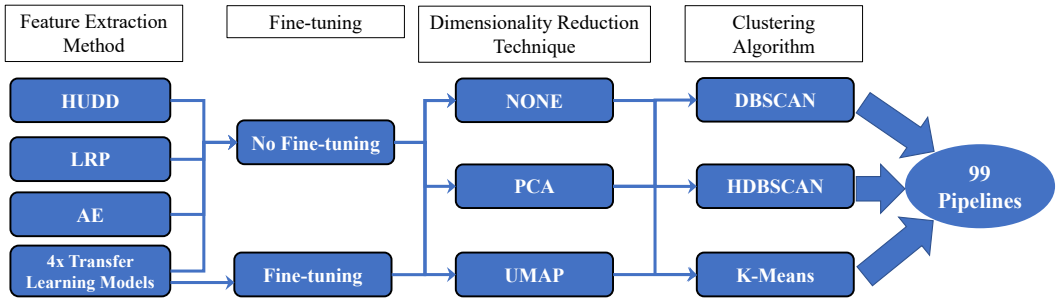 Feature Extraction
Method
Fine-tuning
Dimensionality Reduction
Technique
Clustering
Algorithm
HUDD
LRP
AE
4x Transfer
Learning Models
No Fine-tuning
Fine-tuning
NONE
PCA
UMAP
DBSCAN
HDBSCAN
K-Means
99
Pipelines